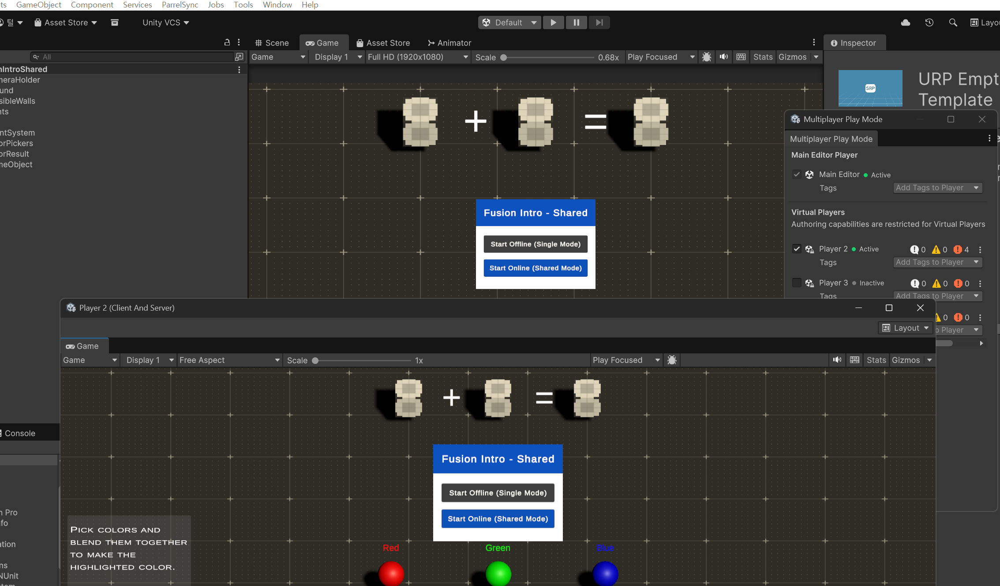 ts GameObject Component Services ParrelSync Jobs Tools Window Help
털 Asset Store Unity VCS Default Layou
Scene Game Asset Store Animator Inspector
All
Game Display 1 Full HD (1920x1080) Scale 0.68x Play Focused Stats Gizmos
nIntroShared
neraHolder
und
sibleWalls
nts
ntSystem
orPickers
orResult
neObject
SRP
URP Empt
Template
+ =
Fusion Intro - Shared
Start Offline (Single Mode)
Start Online (Shared Mode)
Multiplayer Play Mode
Multiplayer Play Mode
Main Editor Player
Main Editor Active
Tags Add Tags to Player
Virtual Players
Authoring capabilities are restricted for Virtual Players
Player 2 Active 0 0 4
Tags Add Tags to Player
Player 3 Inactive 0 0 0
Tags Add Tags to Player
0 0
o Player
Player 2 (Client And Server)
Layout
Game
Game Display 1 Free Aspect Scale 1x Play Focused Stats Gizmos
+ =
Fusion Intro - Shared
Start Offline (Single Mode)
Start Online (Shared Mode)
Pick colors and
blend them together
to make the
highlighted color.
Red Green Blue
Console
n Pro
nfo
ation
ns
NUnit